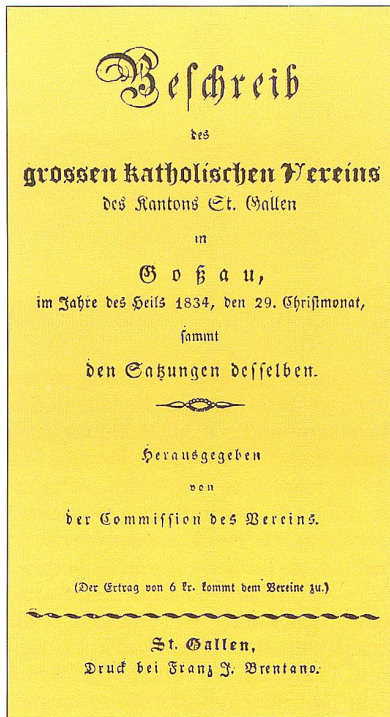 Beschreib
des
grossen katholischen Vereins
des Kantons St. Gallen
in
Goßau,
im Jahre des Heils 1834, den 29. Christmonat,
sammt
den Satzungen desselben.
Herausgegeben
von
der Commission des Vereins.
(Der Ertrag von 6 kr. kommt dem Vereine zu.)
St. Gallen,
Druck bei Franz J. Brentano.